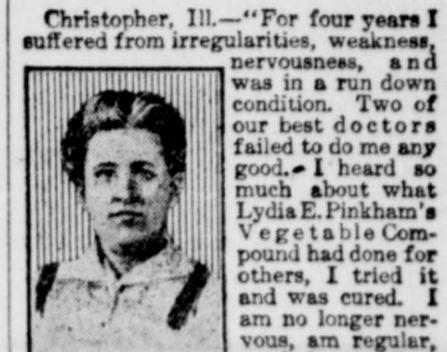 Christopher, Ill.—"For four years I
suffered from irregularities, weakness,
nervousness, and
was in a run down
condition. Two of
our best doctors
failed to do me any
good. I heard so
much about what
Lydia E. Pinkham's
Vegetable Com-
pound had done for
others, I tried it
and was cured. I
am no longer ner-
vous, am regular,